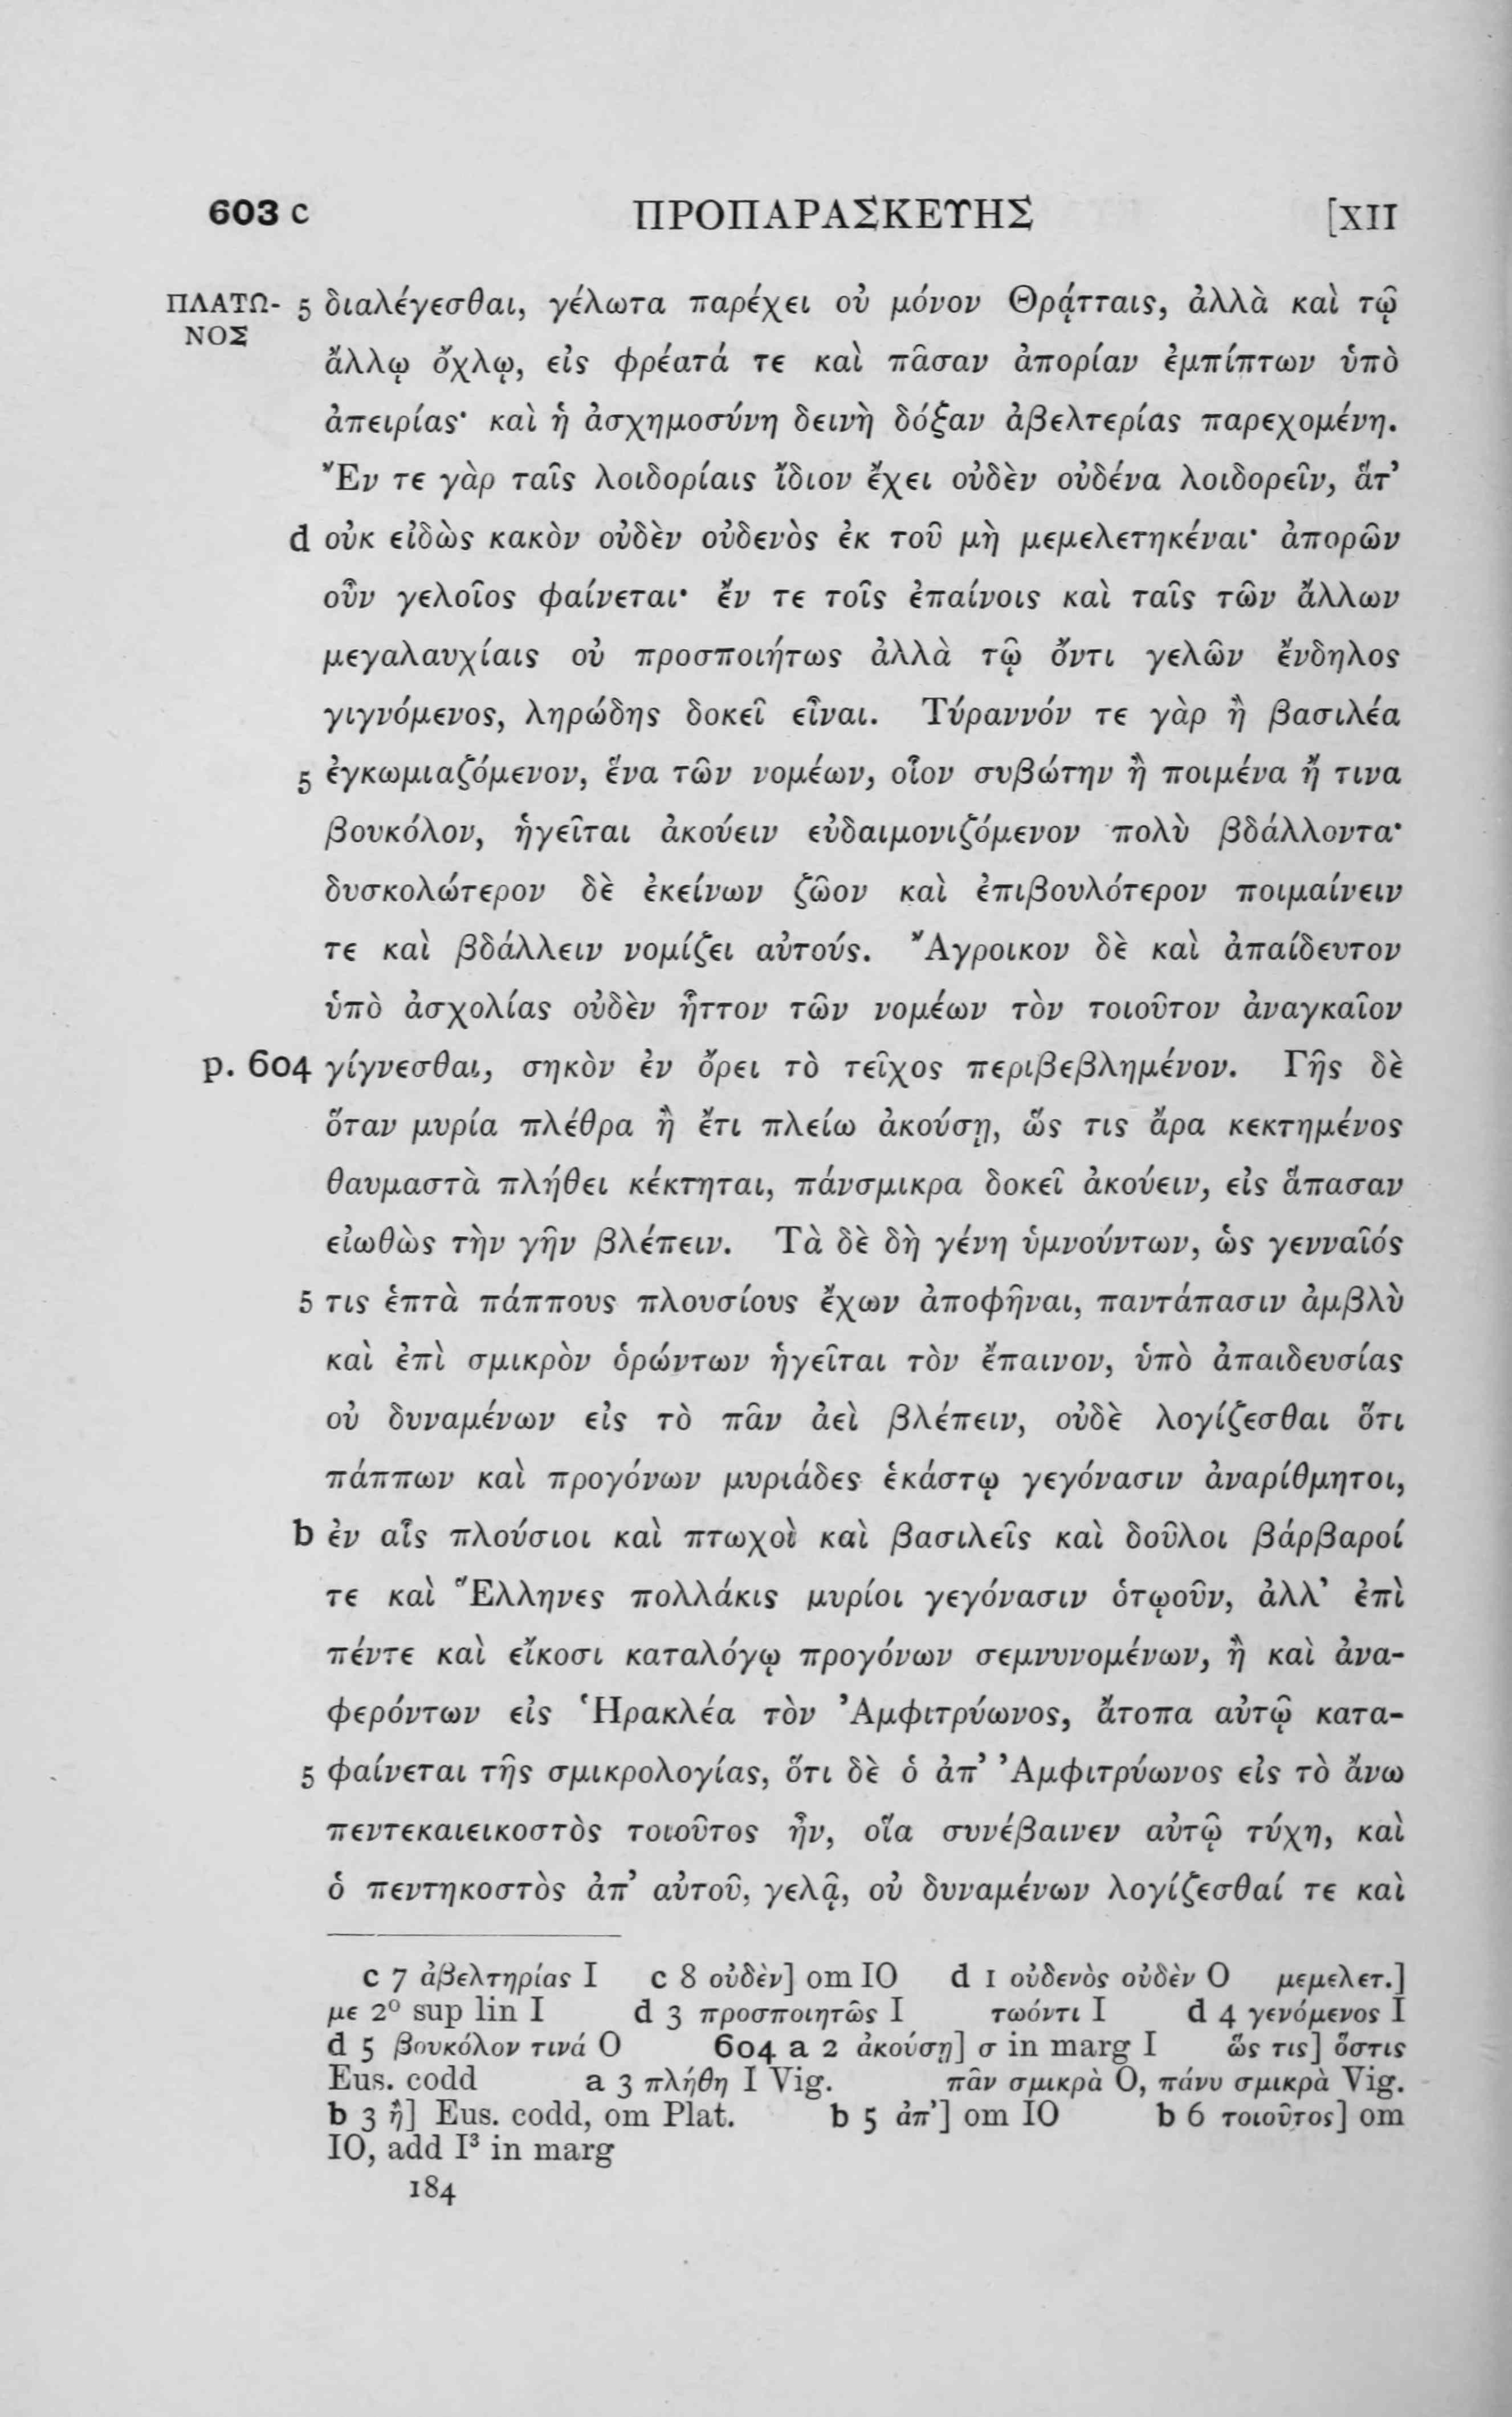 603 c ΠΡΟΠΑΡΑΣΚΕΥΗΣ [XII
ΠΛΑΤΩ- 5 διαλέγεσθαι, γέλωτα παρέχει οὐ μόνον Θρᾴτταις, ἀλλὰ καὶ τῷ
ΝΟΣ
ἄλλῳ ὄχλῳ, εἰς φρέατά τε καὶ πᾶσαν ἀπορίαν ἐμπίπτων ὑπὸ
ἀπειρίας· καὶ ἡ ἀσχημοσύνη δεινὴ δόξαν ἀβελτερίας παρεχομένη.
Ἔν τε γὰρ ταῖς λοιδορίαις ἴδιον ἔχει οὐδὲν οὐδένα λοιδορεῖν, ἅτ’
d οὐκ εἰδὼς κακὸν οὐδὲν οὐδενὸς ἐκ τοῦ μὴ μεμελετηκέναι· ἀπορῶν
οὖν γελοῖος φαίνεται· ἔν τε τοῖς ἐπαίνοις καὶ ταῖς τῶν ἄλλων
μεγαλαυχίαις οὐ προσποιήτως ἀλλὰ τῷ ὄντι γελῶν ἔνδηλος
γιγνόμενος, ληρώδης δοκεῖ εἶναι. Τύραννόν τε γὰρ ἢ βασιλέα
5 ἐγκωμιαζόμενον, ἕνα τῶν νομέων, οἷον συβώτην ἢ ποιμένα ἤ τινα
βουκόλον, ἡγεῖται ἀκούειν εὐδαιμονιζόμενον πολὺ βδάλλοντα·
δυσκολώτερον δὲ ἐκείνων ζῶον καὶ ἐπιβουλότερον ποιμαίνειν
τε καὶ βδάλλειν νομίζει αὐτούς. Ἄγροικον δὲ καὶ ἀπαίδευτον
ὑπὸ ἀσχολίας οὐδὲν ἧττον τῶν νομέων τὸν τοιοῦτον ἀναγκαῖον
p. 604 γίγνεσθαι, σηκὸν ἐν ὄρει τὸ τεῖχος περιβεβλημένον. Γῆς δὲ
ὅταν μυρία πλέθρα ἢ ἔτι πλείω ἀκούσῃ, ὥς τις ἄρα κεκτημένος
θαυμαστὰ πλήθει κέκτηται, πάνσμικρα δοκεῖ ἀκούειν, εἰς ἅπασαν
εἰωθὼς τὴν γῆν βλέπειν. Τὰ δὲ δὴ γένη ὑμνούντων, ὡς γενναῖός
5 τις ἑπτὰ πάππους πλουσίους ἔχων ἀποφῆναι, παντάπασιν ἀμβλὺ
καὶ ἐπὶ σμικρὸν ὁρώντων ἡγεῖται τὸν ἔπαινον, ὑπὸ ἀπαιδευσίας
οὐ δυναμένων εἰς τὸ πᾶν ἀεὶ βλέπειν, οὐδὲ λογίζεσθαι ὅτι
πάππων καὶ προγόνων μυριάδες ἑκάστῳ γεγόνασιν ἀναρίθμητοι,
b ἐν αἷς πλούσιοι καὶ πτωχοὶ καὶ βασιλεῖς καὶ δοῦλοι βάρβαροί
τε καὶ Ἕλληνες πολλάκις μυρίοι γεγόνασιν ὁτῳοῦν, ἀλλ’ ἐπὶ
πέντε καὶ εἴκοσι καταλόγῳ προγόνων σεμνυνομένων, ἢ καὶ ἀνα-
φερόντων εἰς Ἡρακλέα τὸν Ἀμφιτρύωνος, ἄτοπα αὐτῷ κατα-
5 φαίνεται τῆς σμικρολογίας, ὅτι δὲ ὁ ἀπ’ Ἀμφιτρύωνος εἰς τὸ ἄνω
πεντεκαιεικοστὸς τοιοῦτος ἦν, οἵα συνέβαινεν αὐτῷ τύχη, καὶ
ὁ πεντηκοστὸς ἀπ’ αὐτοῦ, γελᾷ, οὐ δυναμένων λογίζεσθαί τε καὶ
c 7 ἀβελτηρίας I c 8 οὐδὲν] om IO d 1 οὐδενὸς οὐδὲν O μεμελετ.]
με 2º sup lin I d 3 προσποιητῶς I τωόντι I d 4 γενόμενος I
d 5 βουκόλον τινά O 604 a 2 ἀκούσῃ] σ in marg I ὥς τις] ὅστις
Eus. codd a 3 πλήθη I Vig. πᾶν σμικρὰ O, πάνυ σμικρὰ Vig.
b 3 ἢ] Eus. codd, om Plat. b 5 ἀπ’] om IO b 6 τοιοῦτος] om
IO, add I³ in marg
184